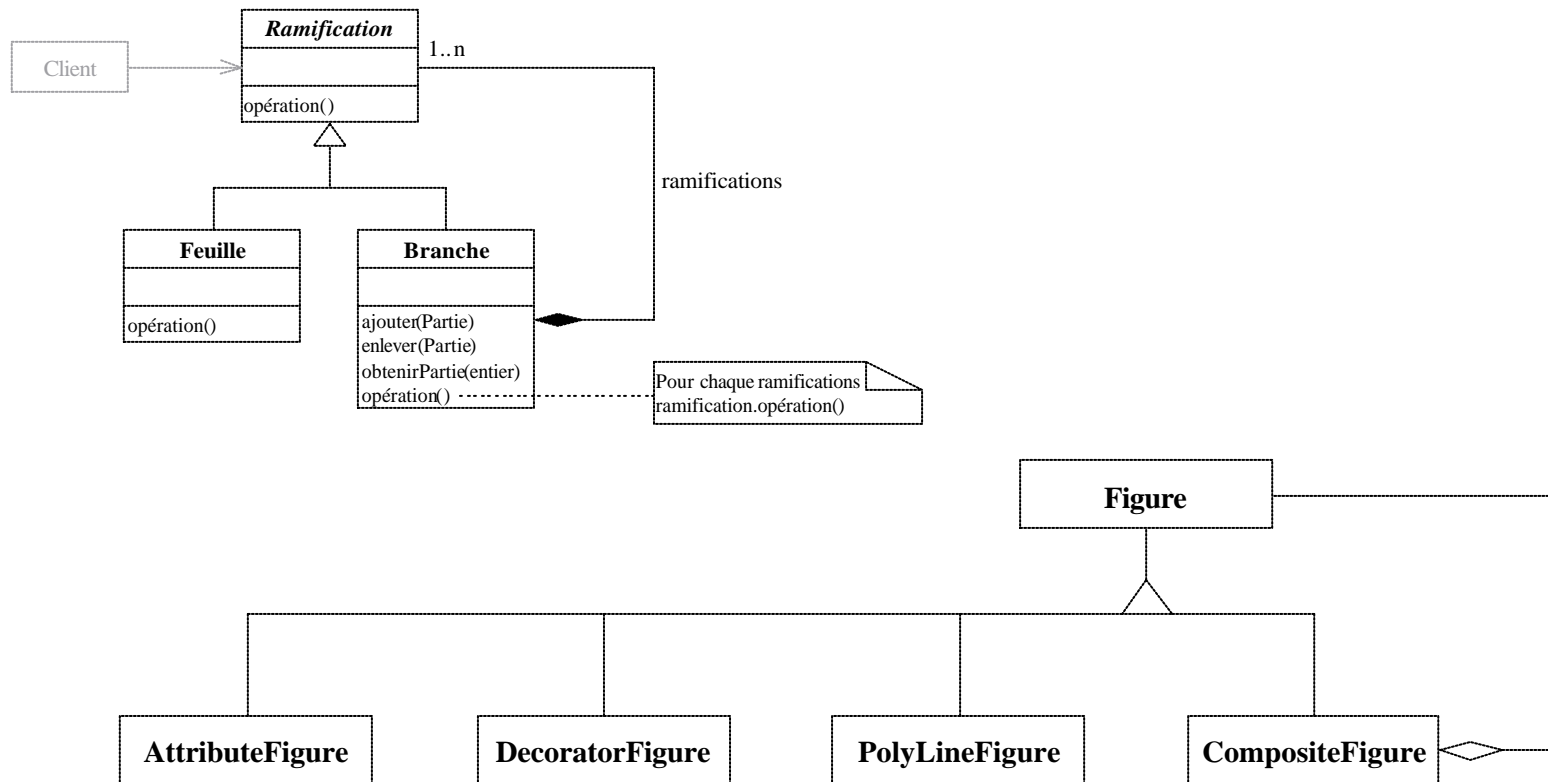 Ramification
1..n
Client
opération()
ramifications
Feuille
Branche
opération()
ajouter(Partie)
enlever(Partie)
obtenirPartie(entier)
opération()
Pour chaque ramifications
ramification.opération()
Figure
AttributeFigure
DecoratorFigure
PolyLineFigure
CompositeFigure